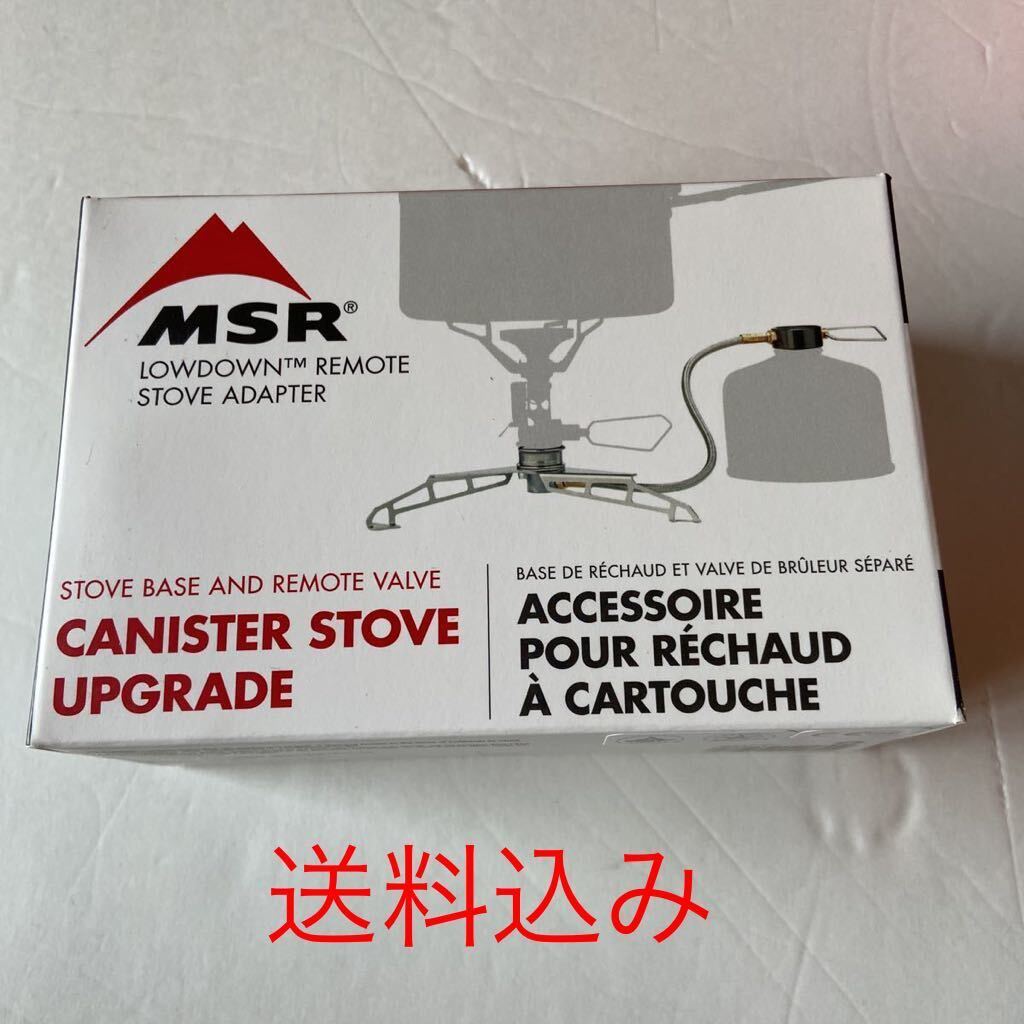 MSR®
LOWDOWN™ REMOTE
STOVE ADAPTER
STOVE BASE AND REMOTE VALVE
CANISTER STOVE
UPGRADE
BASE DE RÉCHAUD ET VALVE DE BRÛLEUR SÉPARÉ
ACCESSOIRE
POUR RÉCHAUD
À CARTOUCHE
送料込み